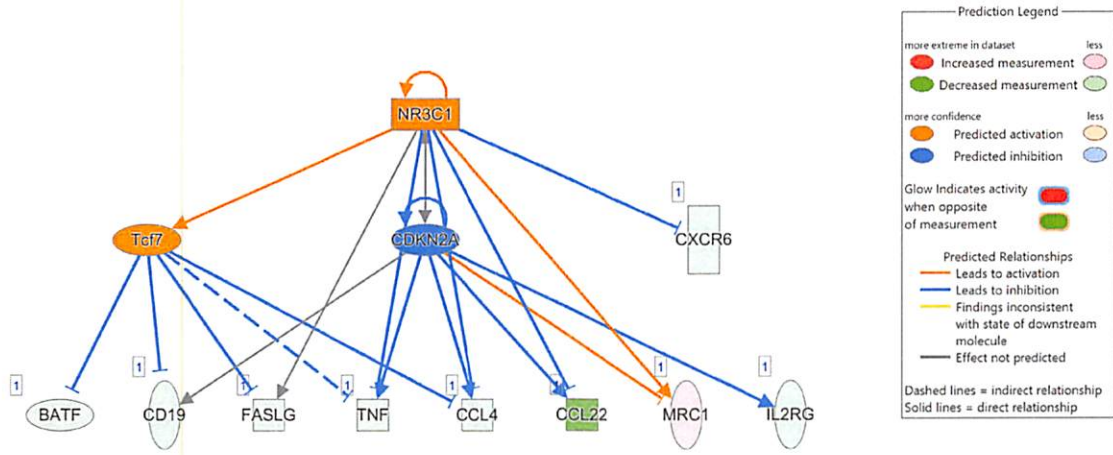 NR3C1
1
CXCR6
Tcf7
CDKN2A
1
1
1
1
1
1
1
1
BATF
CD19
FASLG
TNF
CCL4
CCL22
MRC1
IL2RG
Prediction Legend
more extreme in dataset less
Increased measurement
Decreased measurement
more confidence less
Predicted activation
Predicted inhibition
Glow Indicates activity
when opposite
of measurement
Predicted Relationships
Leads to activation
Leads to inhibition
Findings inconsistent
with state of downstream
molecule
Effect not predicted
Dashed lines = indirect relationship
Solid lines = direct relationship